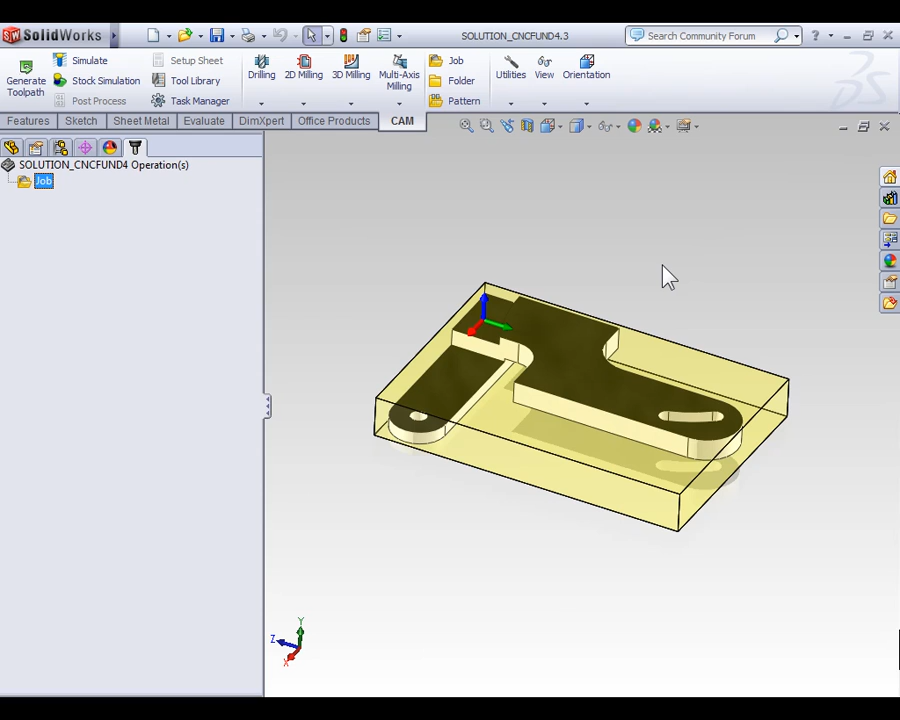 SolidWorks
SOLUTION_CNCFUND4.3
Search Community Forum
?
Generate
Toolpath
Simulate
Stock Simulation
Post Process
Setup Sheet
Tool Library
Task Manager
Drilling
2D Milling
3D Milling
Multi-Axis
Milling
Job
Folder
Pattern
Utilities
View
Orientation
Features
Sketch
Sheet Metal
Evaluate
DimXpert
Office Products
CAM
SOLUTION_CNCFUND4 Operation(s)
Job
Y
Z
X